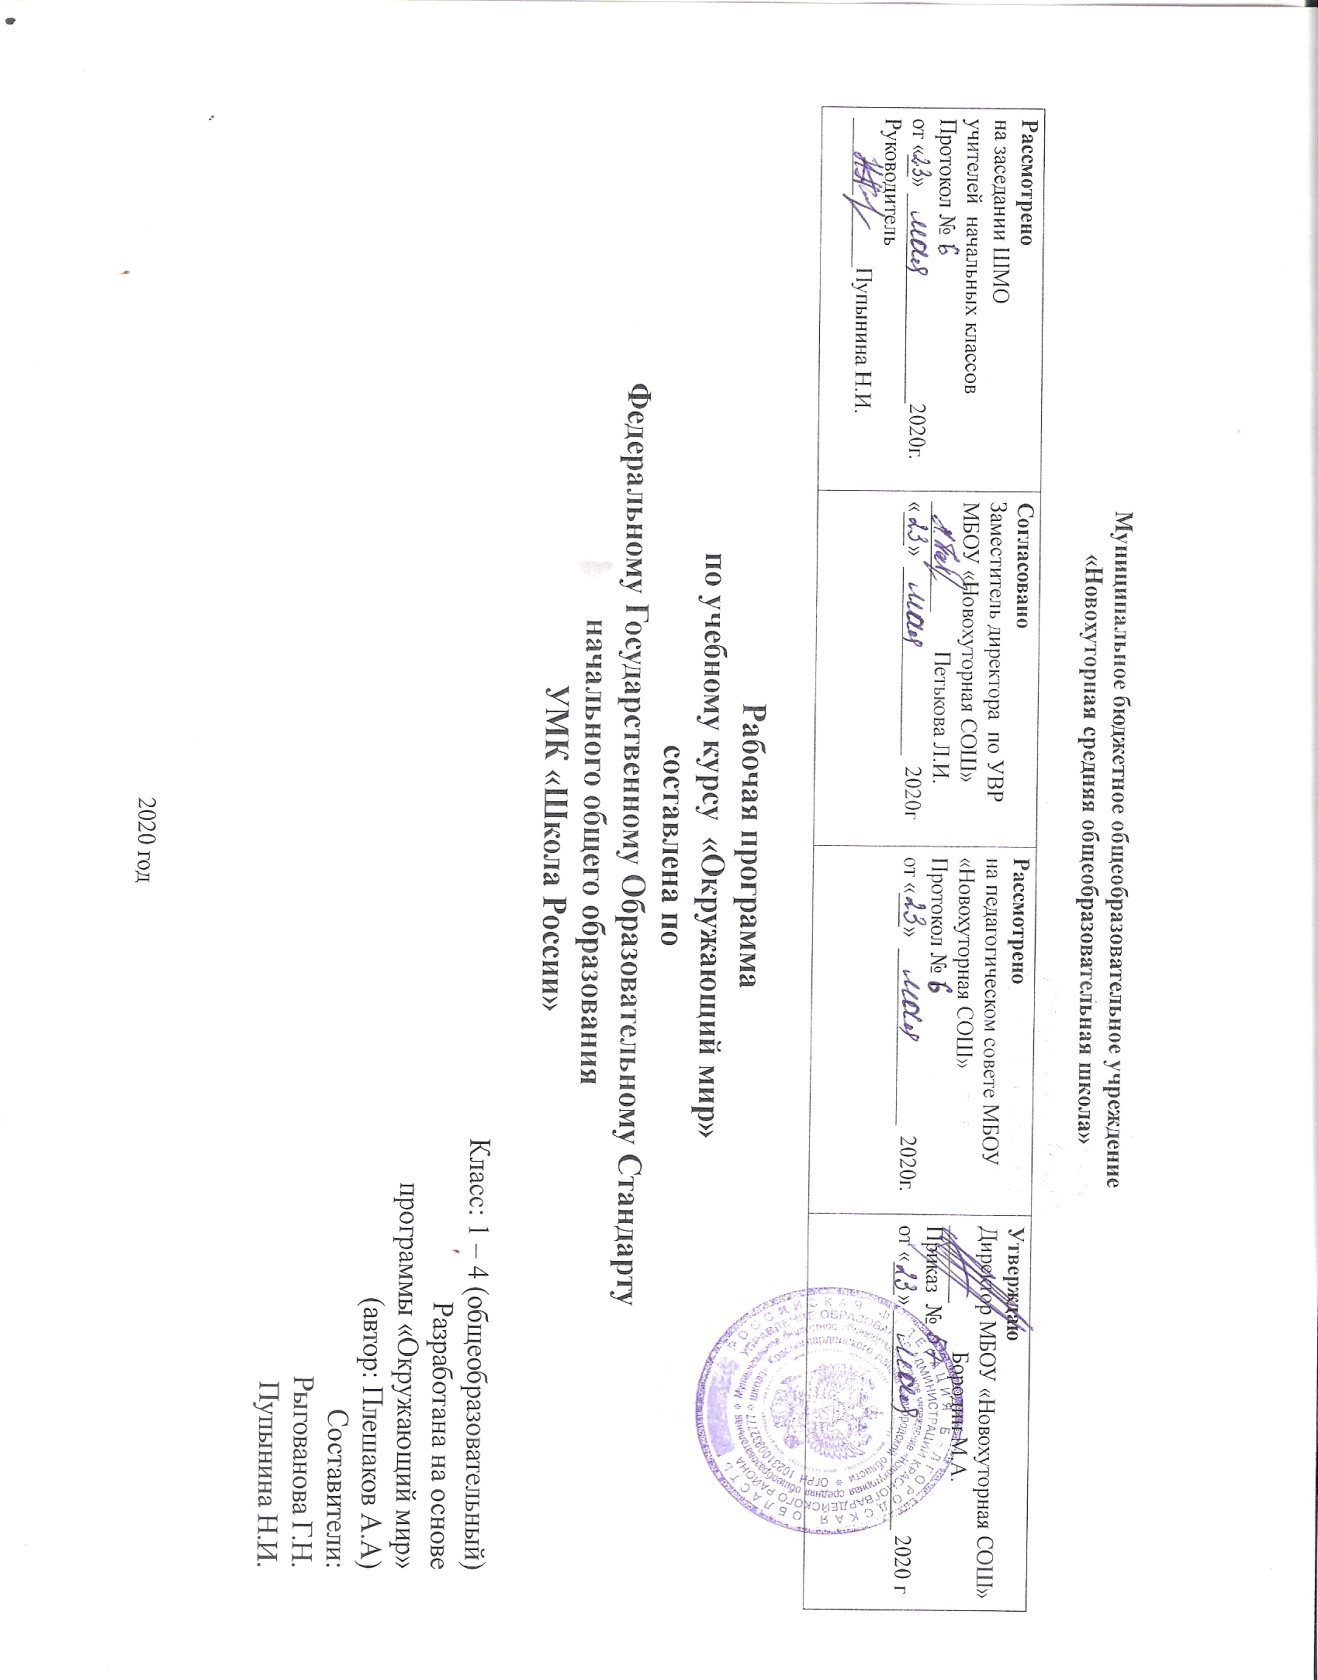 Муниципальное бюджетное общеобразовательное учреждение
«Новохуторная средняя общеобразовательная школа»
Рассмотрено
на заседании ШМО
учителей начальных классов
Протокол № 6
от «23» мая 2020г.
Руководитель
Пупынина Н.И.
Согласовано
Заместитель директора по УВР
МБОУ «Новохуторная СОШ»
Петькова Л.И.
«23» мая 2020г
Рассмотрено
на педагогическом совете МБОУ
«Новохуторная СОШ»
Протокол № 6
от «23» мая 2020г.
Утверждаю
Директор МБОУ «Новохуторная СОШ»
Бородин М.А.
Приказ №
от «23» мая 2020 г
Рабочая программа
по учебному курсу «Окружающий мир»
составлена по
Федеральному Государственному Образовательному Стандарту
начального общего образования
УМК «Школа России»
Класс: 1 – 4 (общеобразовательный)
Разработана на основе
программы «Окружающий мир»
(автор: Плешаков А.А)
Составители:
Рыгованова Г.Н.
Пупынина Н.И.
2020 год